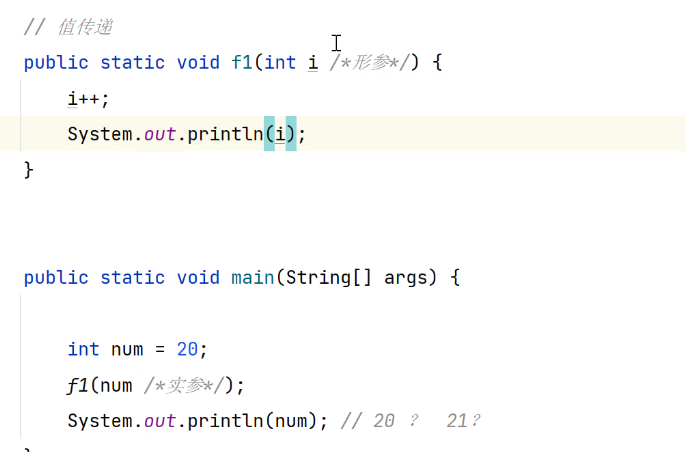 // 值传递
public static void f1(int i /*形参*/) {
i++;
System.out.println(i);
}
public static void main(String[] args) {
int num = 20;
f1(num /*实参*/);
System.out.println(num); // 20 ？ 21?